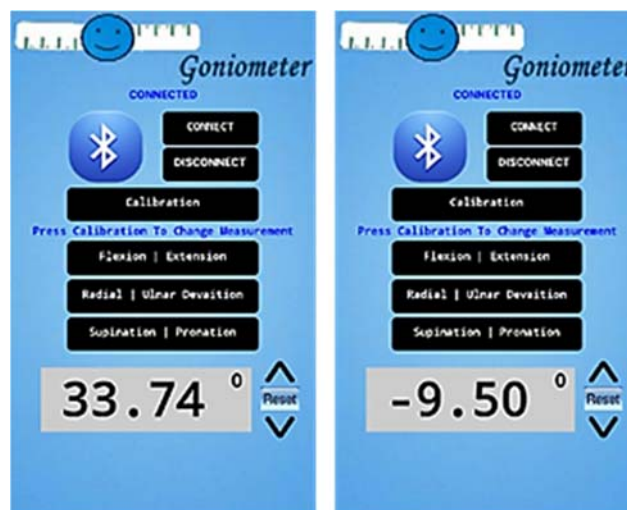 Goniometer
CONNECTED
CONNECT
DISCONNECT
Calibration
Press Calibration To Change Measurement
Flexion | Extension
Radial | Ulnar Devaition
Supination | Pronation
33.74 °
Reset
Goniometer
CONNECTED
CONNECT
DISCONNECT
Calibration
Press Calibration To Change Measurement
Flexion | Extension
Radial | Ulnar Devaition
Supination | Pronation
-9.50 °
Reset